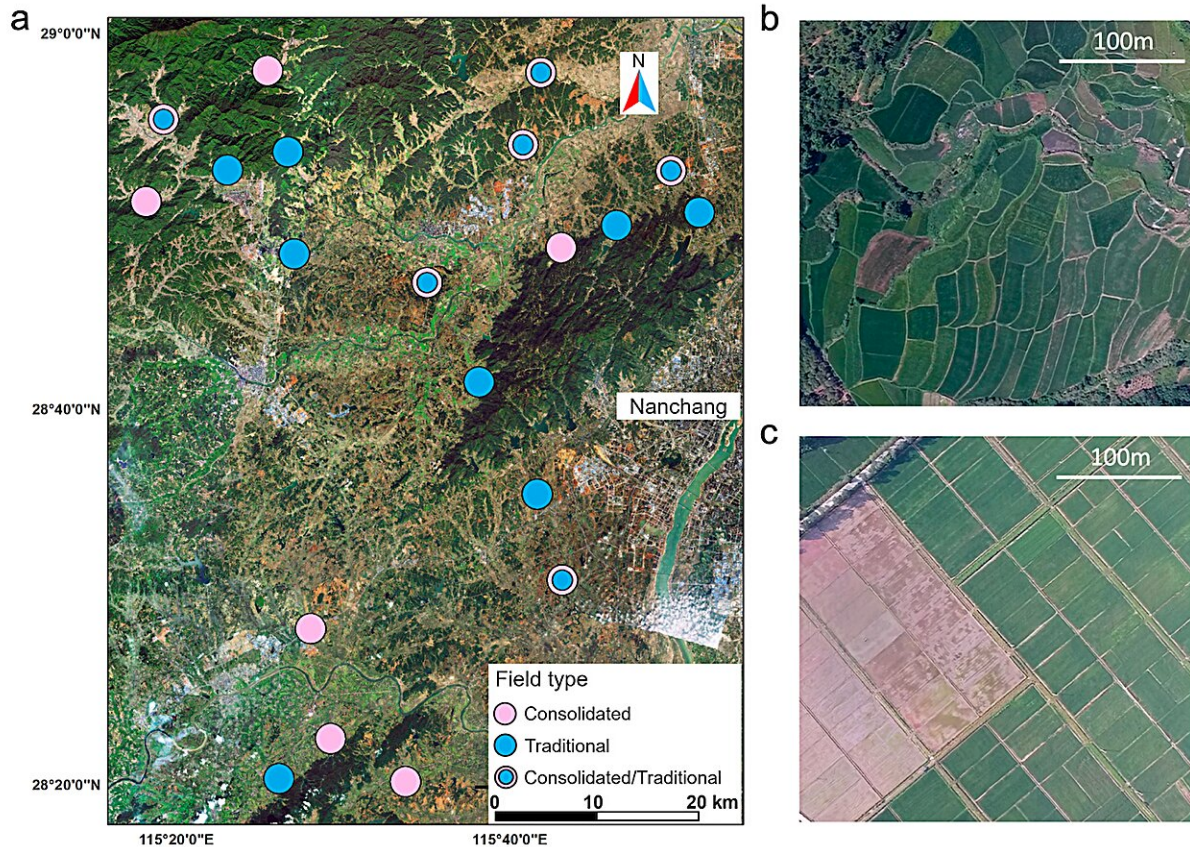 a
29°0'0"N
N
Nanchang
28°40'0"N
Field type
Consolidated
Traditional
Consolidated/Traditional
0 10 20 km
28°20'0"N
115°20'0"E
115°40'0"E
b
100m
c
100m